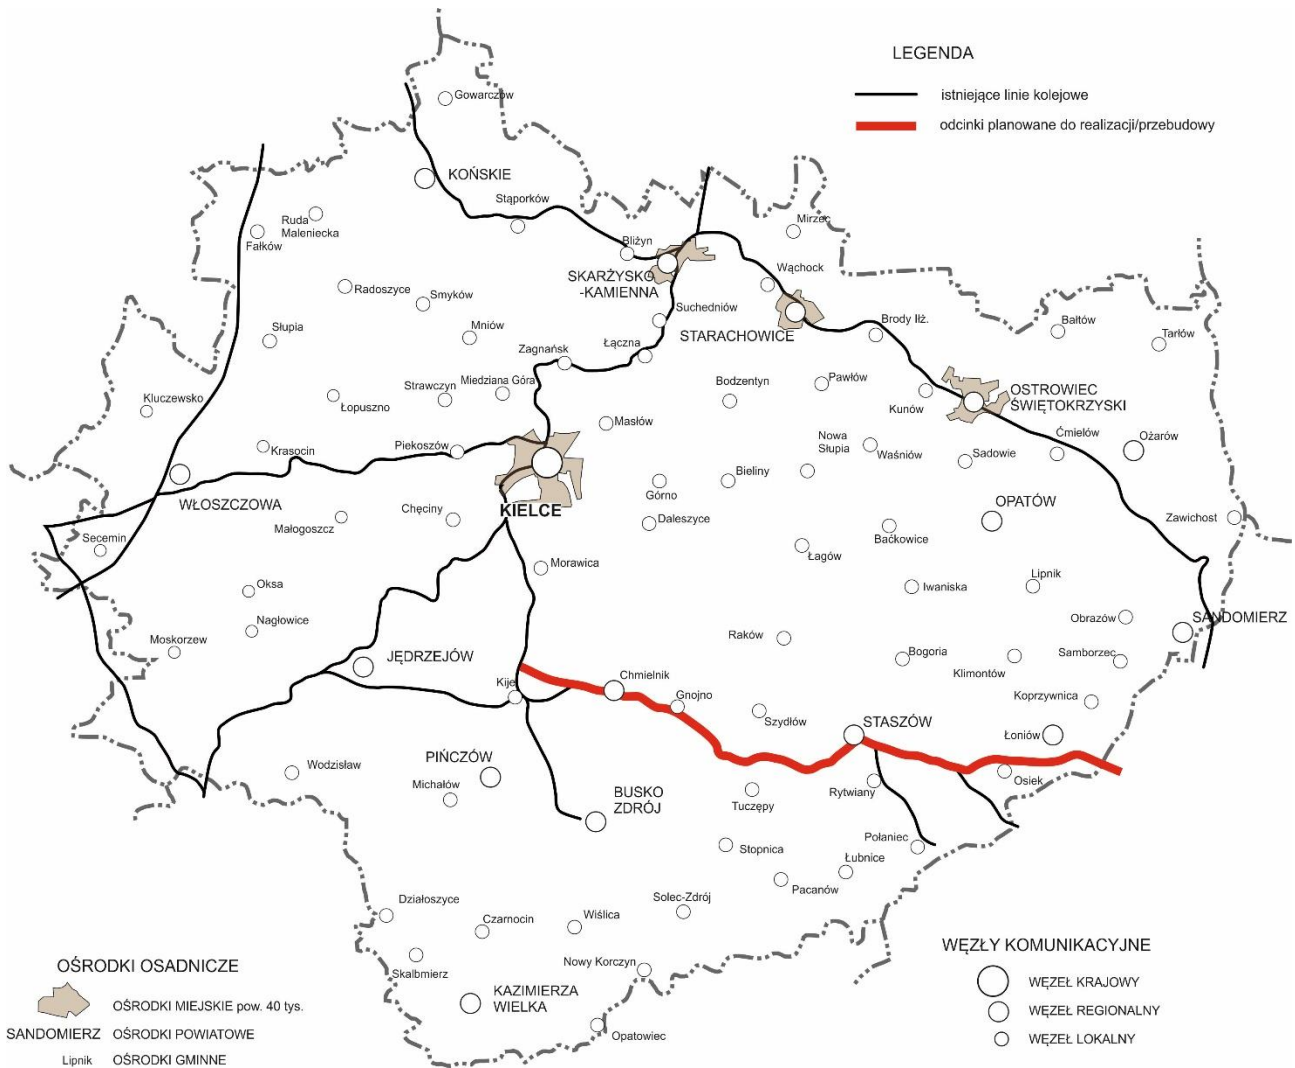 LEGENDA
istniejące linie kolejowe
odcinki planowane do realizacji/przebudowy
Gowarczów
KOŃSKIE
Stąporków
Ruda
Maleniecka
Fałków
Mirzec
Bliżyn
SKARŻYSKO
-KAMIENNA
Wąchock
Radoszyce
Smyków
Suchedniów
STARACHOWICE
Brody Iłż.
Bałtów
Tarłów
Słupia
Mniów
Zagnańsk
Łączna
Strawczyn
Miedziana Góra
Bodzentyn
Pawłów
Kunów
OSTROWIEC
ŚWIĘTOKRZYSKI
Kluczewsko
Łopuszno
Masłów
Ćmielów
Ożarów
Krasocin
Piekoszów
Nowa
Słupia
Waśniów
Sadowie
Bieliny
Górno
WŁOSZCZOWA
Chęciny
KIELCE
OPATÓW
Małogoszcz
Daleszyce
Zawichost
Secemin
Baćkowice
Łagów
Morawica
Lipnik
Oksa
Iwaniska
Nagłowice
Obrazów
SANDOMIERZ
Moskorzew
Raków
JĘDRZEJÓW
Bogoria
Klimontów
Samborzec
Chmielnik
Kije
Gnojno
Koprzywnica
Szydłów
STASZÓW
Łoniów
PIŃCZÓW
Wodzisław
Michałów
BUSKO
ZDRÓJ
Tuczępy
Rytwiany
Osiek
Połaniec
Stopnica
Łubnice
Pacanów
Działoszyce
Solec-Zdrój
Czarnocin
Wiślica
Skalbmierz
Nowy Korczyn
KAZIMIERZA
WIELKA
Opatowiec
OŚRODKI OSADNICZE
OŚRODKI MIEJSKIE pow. 40 tys.
SANDOMIERZ OŚRODKI POWIATOWE
Lipnik OŚRODKI GMINNE
WĘZŁY KOMUNIKACYJNE
WĘZEŁ KRAJOWY
WĘZEŁ REGIONALNY
WĘZEŁ LOKALNY